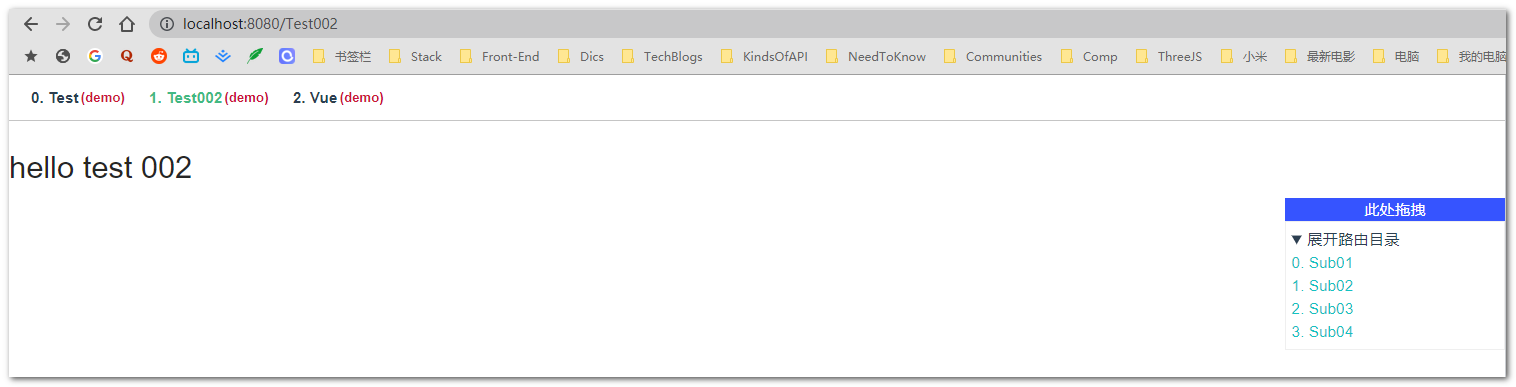 localhost:8080/Test002
书签栏 Stack Front-End Dics TechBlogs KindsOfAPI NeedToKnow Communities Comp ThreeJS 小米 最新电影 电脑 我的电脑
0. Test(demo) 1. Test002(demo) 2. Vue(demo)
hello test 002
此处拖拽
▼ 展开路由目录
0. Sub01
1. Sub02
2. Sub03
3. Sub04